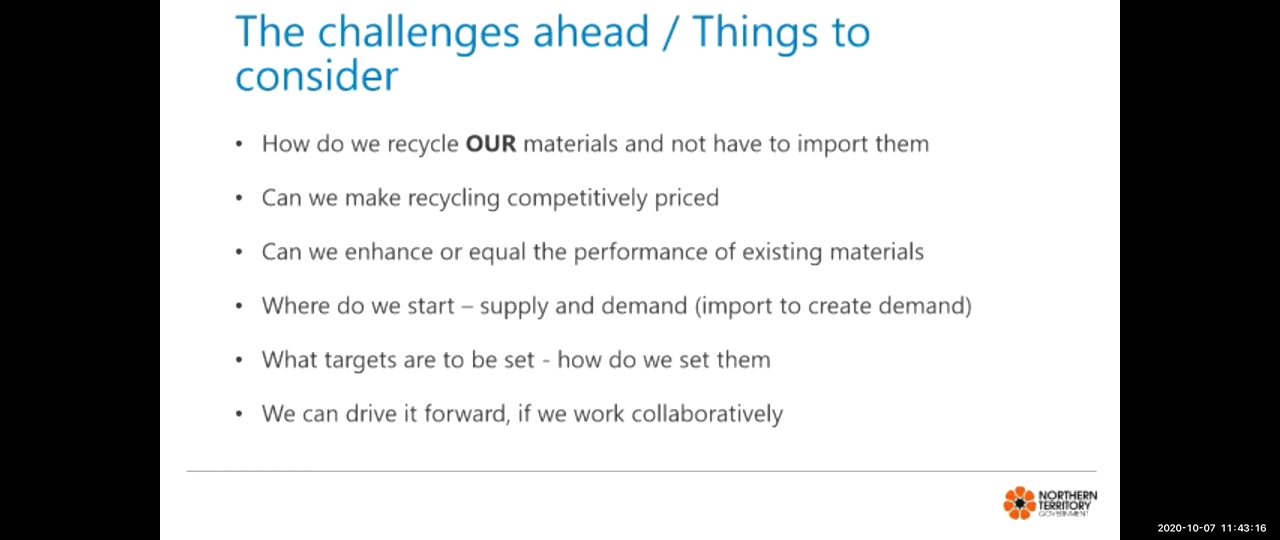 The challenges ahead / Things to
consider
• How do we recycle OUR materials and not have to import them
• Can we make recycling competitively priced
• Can we enhance or equal the performance of existing materials
• Where do we start – supply and demand (import to create demand)
• What targets are to be set - how do we set them
• We can drive it forward, if we work collaboratively
NORTHERN
TERRITORY
GOVERNMENT
2020-10-07 11:43:16